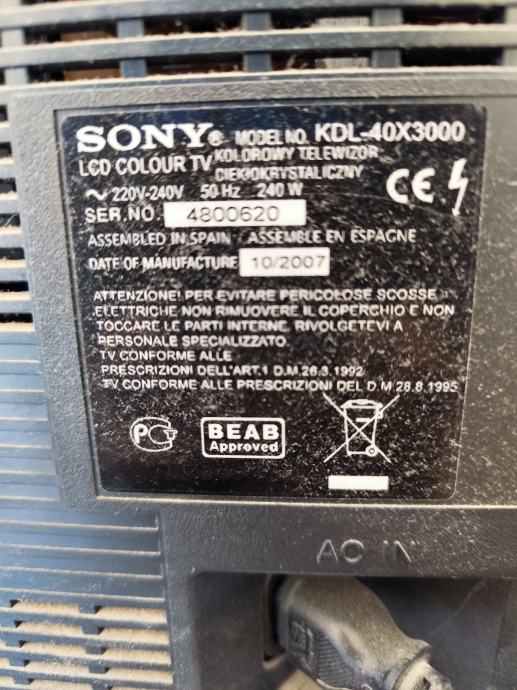 SONY® MODEL NO. KDL-40X3000
LCD COLOUR TV KOLOROWY TELEWIZOR
CIEKŁOKRYSTALICZNY
~ 220V-240V 50 Hz 240 W
CE
SER.NO. 4800620
ASSEMBLED IN SPAIN - ASSEMBLE EN ESPAGNE
DATE OF MANUFACTURE 10/2007
ATTENZIONE! PER EVITARE PERICOLOSE SCOSSE
ELETTRICHE NON RIMUOVERE IL COPERCHIO E NON
TOCCARE LE PARTI INTERNE. RIVOLGETEVI A
PERSONALE SPECIALIZZATO.
TV CONFORME ALLE
PRESCRIZIONI DELL'ART.1 D.M.26.3.1992
TV CONFORME ALLE PRESCRIZIONI DEL D.M.28.8.1995
PG
BEAB
Approved
AC IN